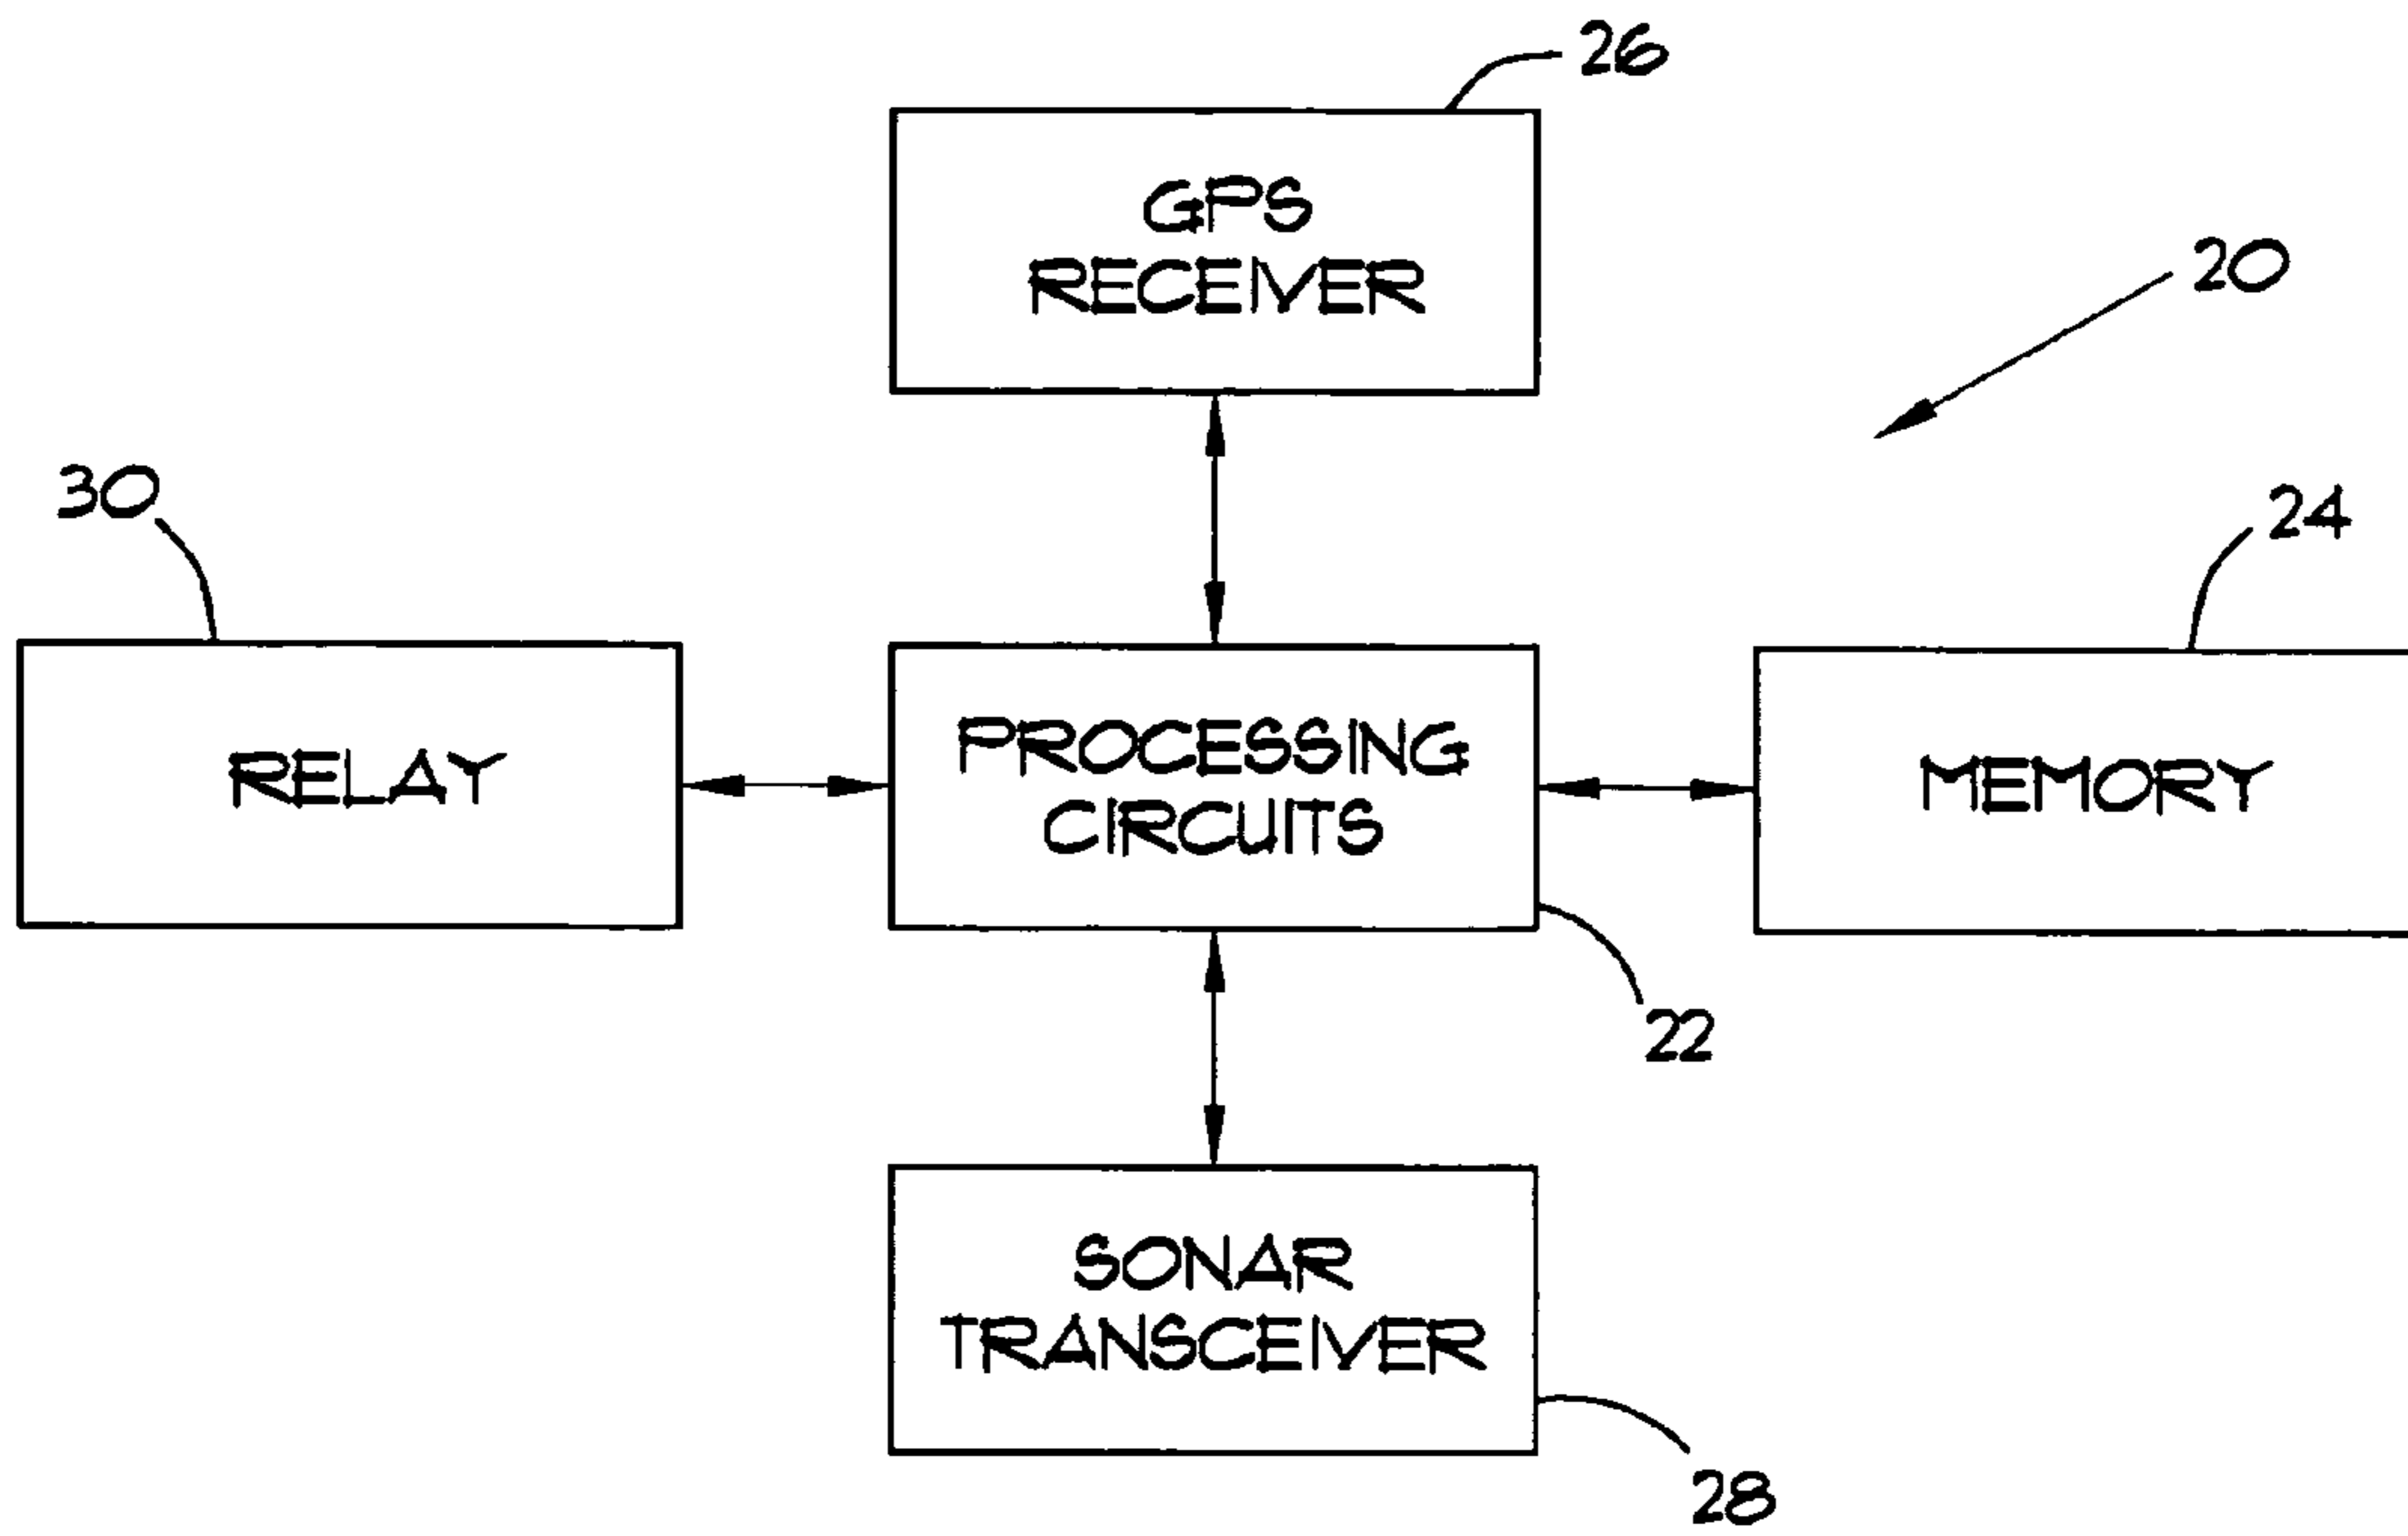 26
GPS
RECEIVER
20
30
24
RELAY
PROCESSING
CIRCUITS
MEMORY
22
SONAR
TRANSCEIVER
28